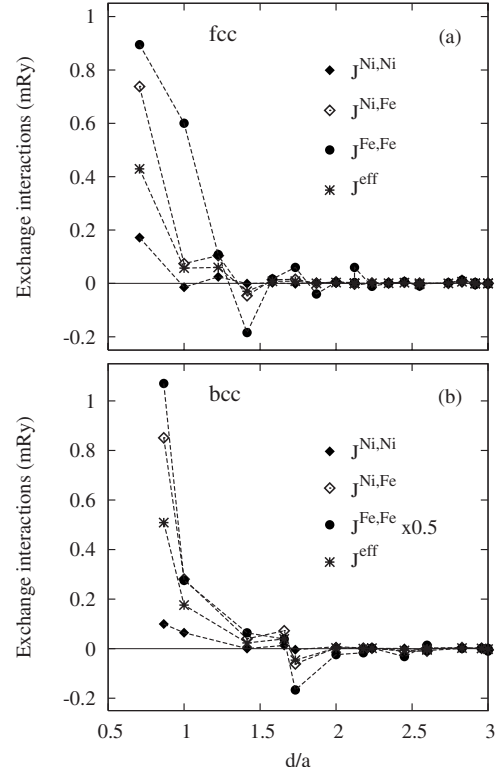 fcc
(a)
J^Ni,Ni
J^Ni,Fe
J^Fe,Fe
J^eff
1
0.8
0.6
0.4
0.2
0
-0.2
Exchange interactions (mRy)
bcc
(b)
J^Ni,Ni
J^Ni,Fe
J^Fe,Fe x0.5
J^eff
1
0.8
0.6
0.4
0.2
0
-0.2
Exchange interactions (mRy)
0.5 1 1.5 2 2.5 3
d/a